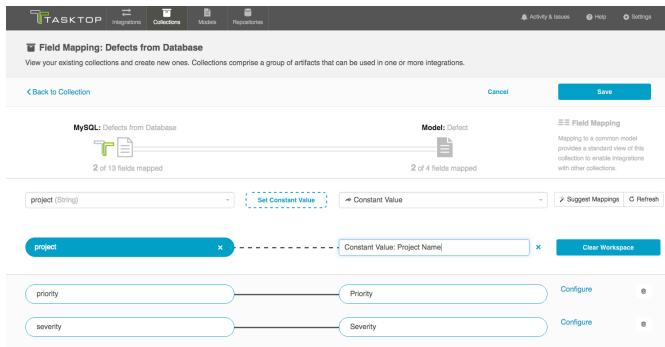 TASKTOP
Integrations
Collections
Models
Repositories
Activity & Issues
Help
Settings
Field Mapping: Defects from Database
View your existing collections and create new ones. Collections comprise a group of artifacts that can be used in one or more integrations.
Back to Collection
Cancel
Save
MySQL: Defects from Database
Model: Defect
2 of 13 fields mapped
2 of 4 fields mapped
Field Mapping
Mapping to a common model
provides a standard view of this
collection to enable integrations
with other collections.
project (String)
Set Constant Value
Constant Value
Suggest Mappings
Refresh
project
Constant Value: Project Name
Clear Workspace
priority
Priority
Configure
severity
Severity
Configure